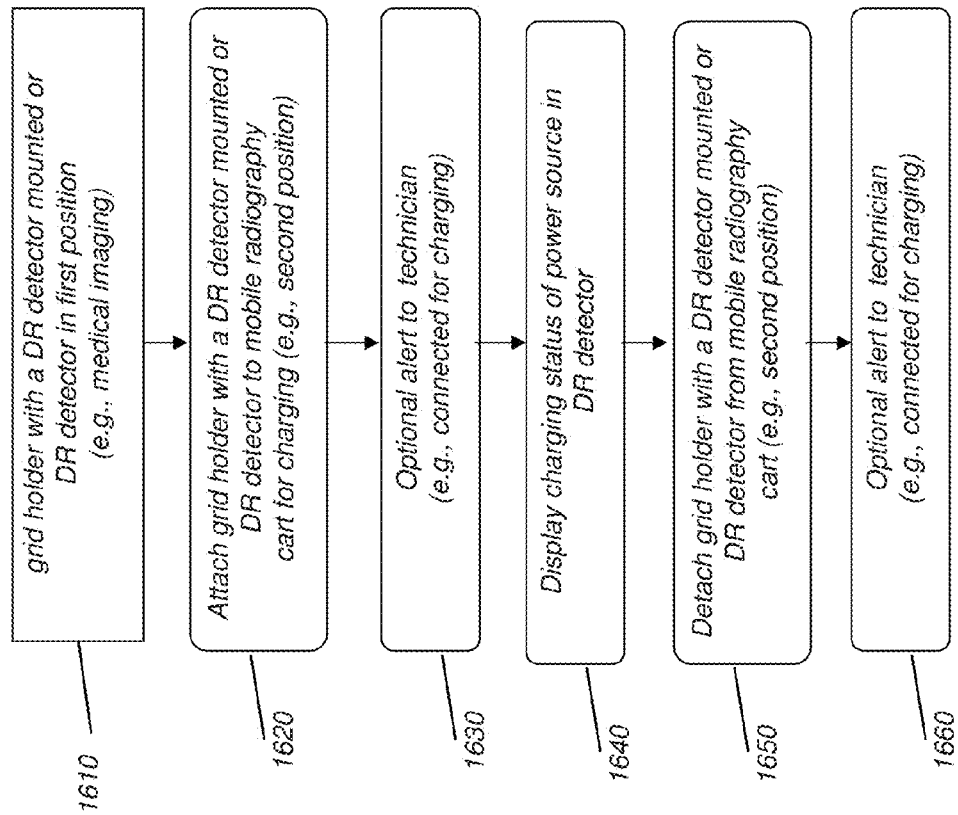 grid holder with a DR detector mounted or
DR detector in first position
(e.g., medical imaging)
1610
Attach grid holder with a DR detector mounted or
DR detector to mobile radiography
cart for charging (e.g., second position)
1620
Optional alert to technician
(e.g., connected for charging)
1630
Display charging status of power source in
DR detector
1640
Detach grid holder with a DR detector mounted or
DR detector from mobile radiography
cart (e.g., second position)
1650
Optional alert to technician
(e.g., connected for charging)
1660